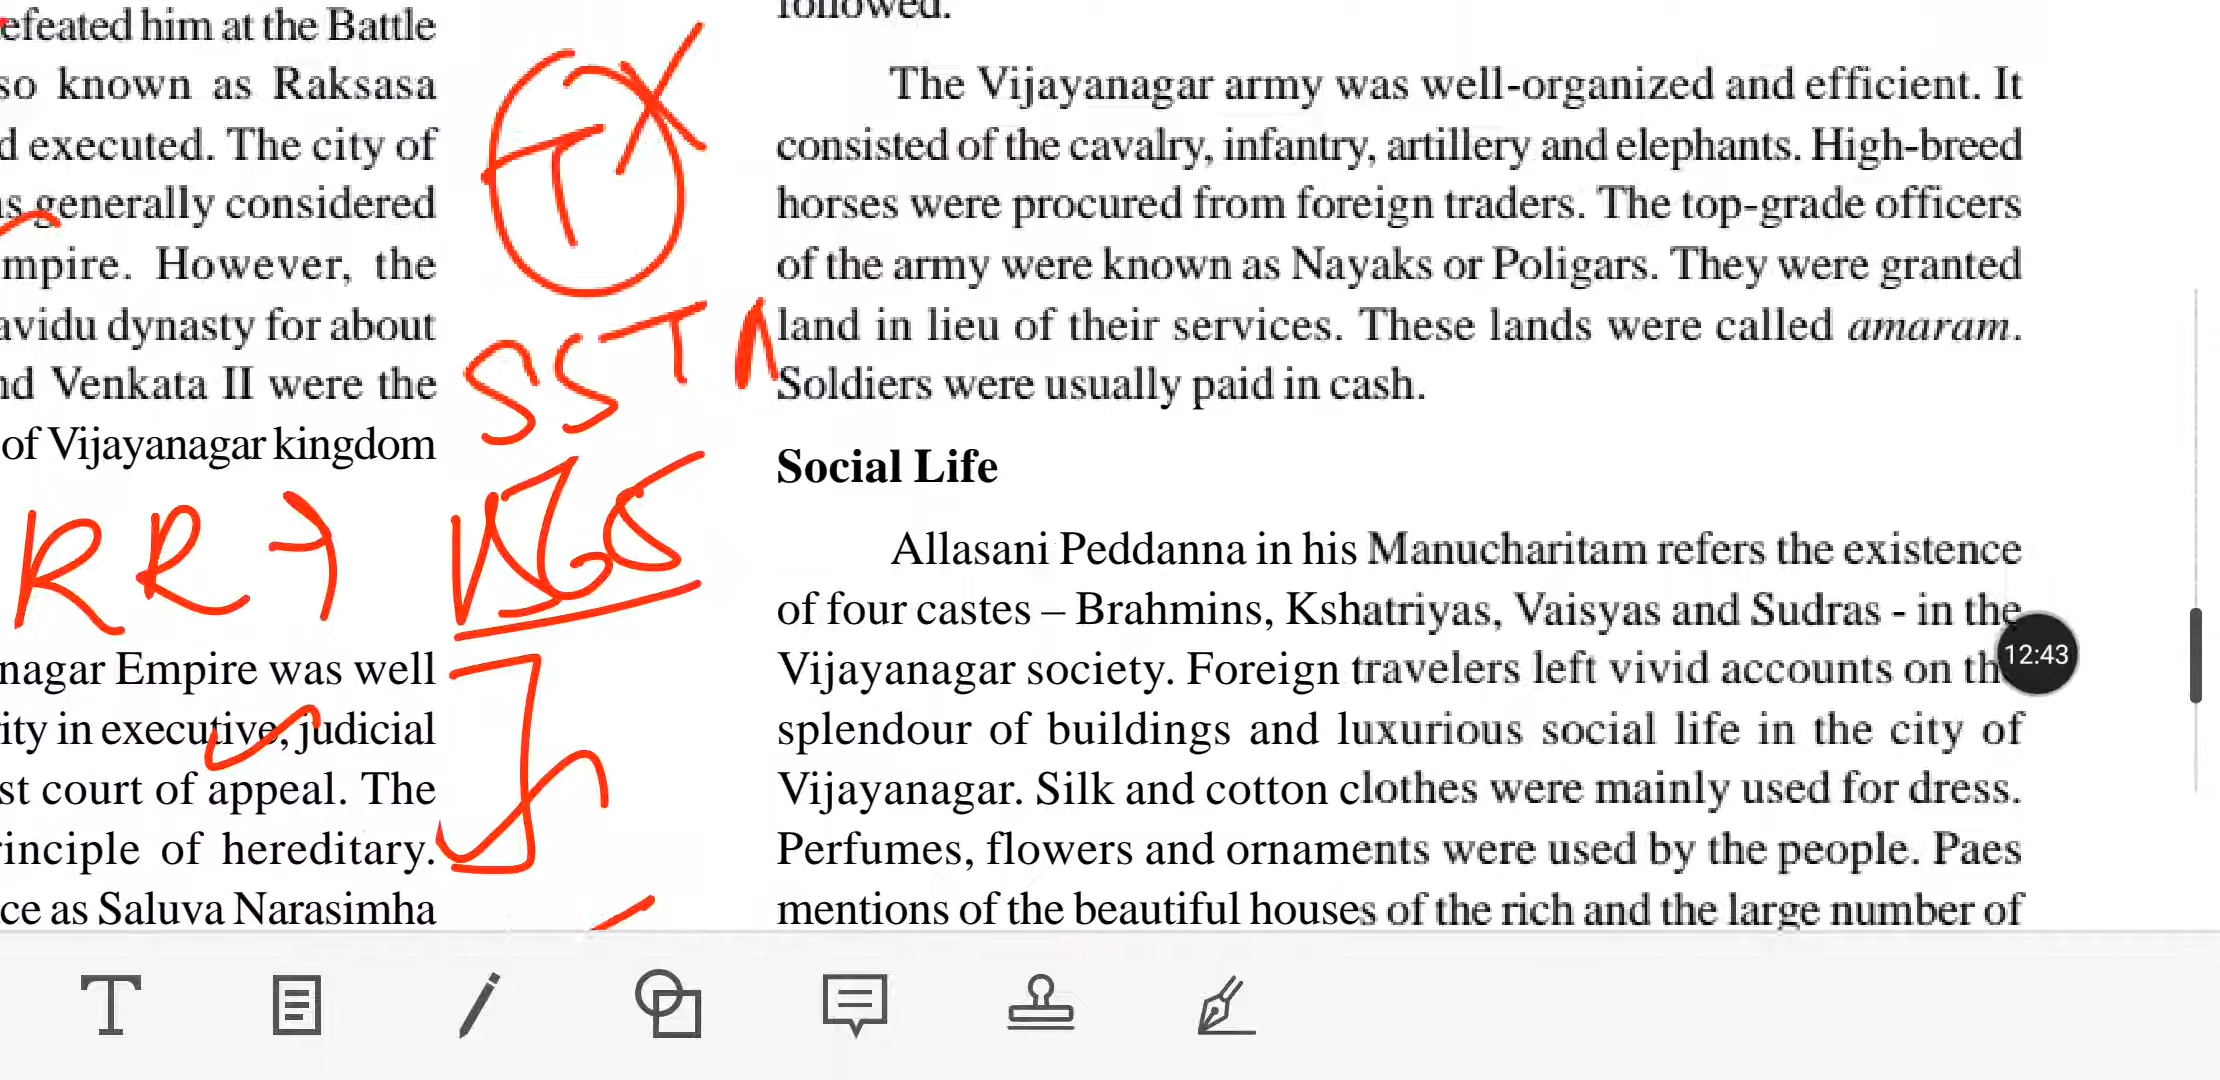 efeated him at the Battle
so known as Raksasa
d executed. The city of
s generally considered
mpire. However, the
avidu dynasty for about
nd Venkata II were the
of Vijayanagar kingdom
nagar Empire was well
ity in executive, judicial
st court of appeal. The
rinciple of hereditary.
ce as Saluva Narasimha
TX
SST
RR
followed.
The Vijayanagar army was well-organized and efficient. It
consisted of the cavalry, infantry, artillery and elephants. High-breed
horses were procured from foreign traders. The top-grade officers
of the army were known as Nayaks or Poligars. They were granted
land in lieu of their services. These lands were called amaram.
Soldiers were usually paid in cash.
Social Life
Allasani Peddanna in his Manucharitam refers the existence
of four castes – Brahmins, Kshatriyas, Vaisyas and Sudras - in the
Vijayanagar society. Foreign travelers left vivid accounts on th
splendour of buildings and luxurious social life in the city of
Vijayanagar. Silk and cotton clothes were mainly used for dress.
Perfumes, flowers and ornaments were used by the people. Paes
mentions of the beautiful houses of the rich and the large number of
12:43